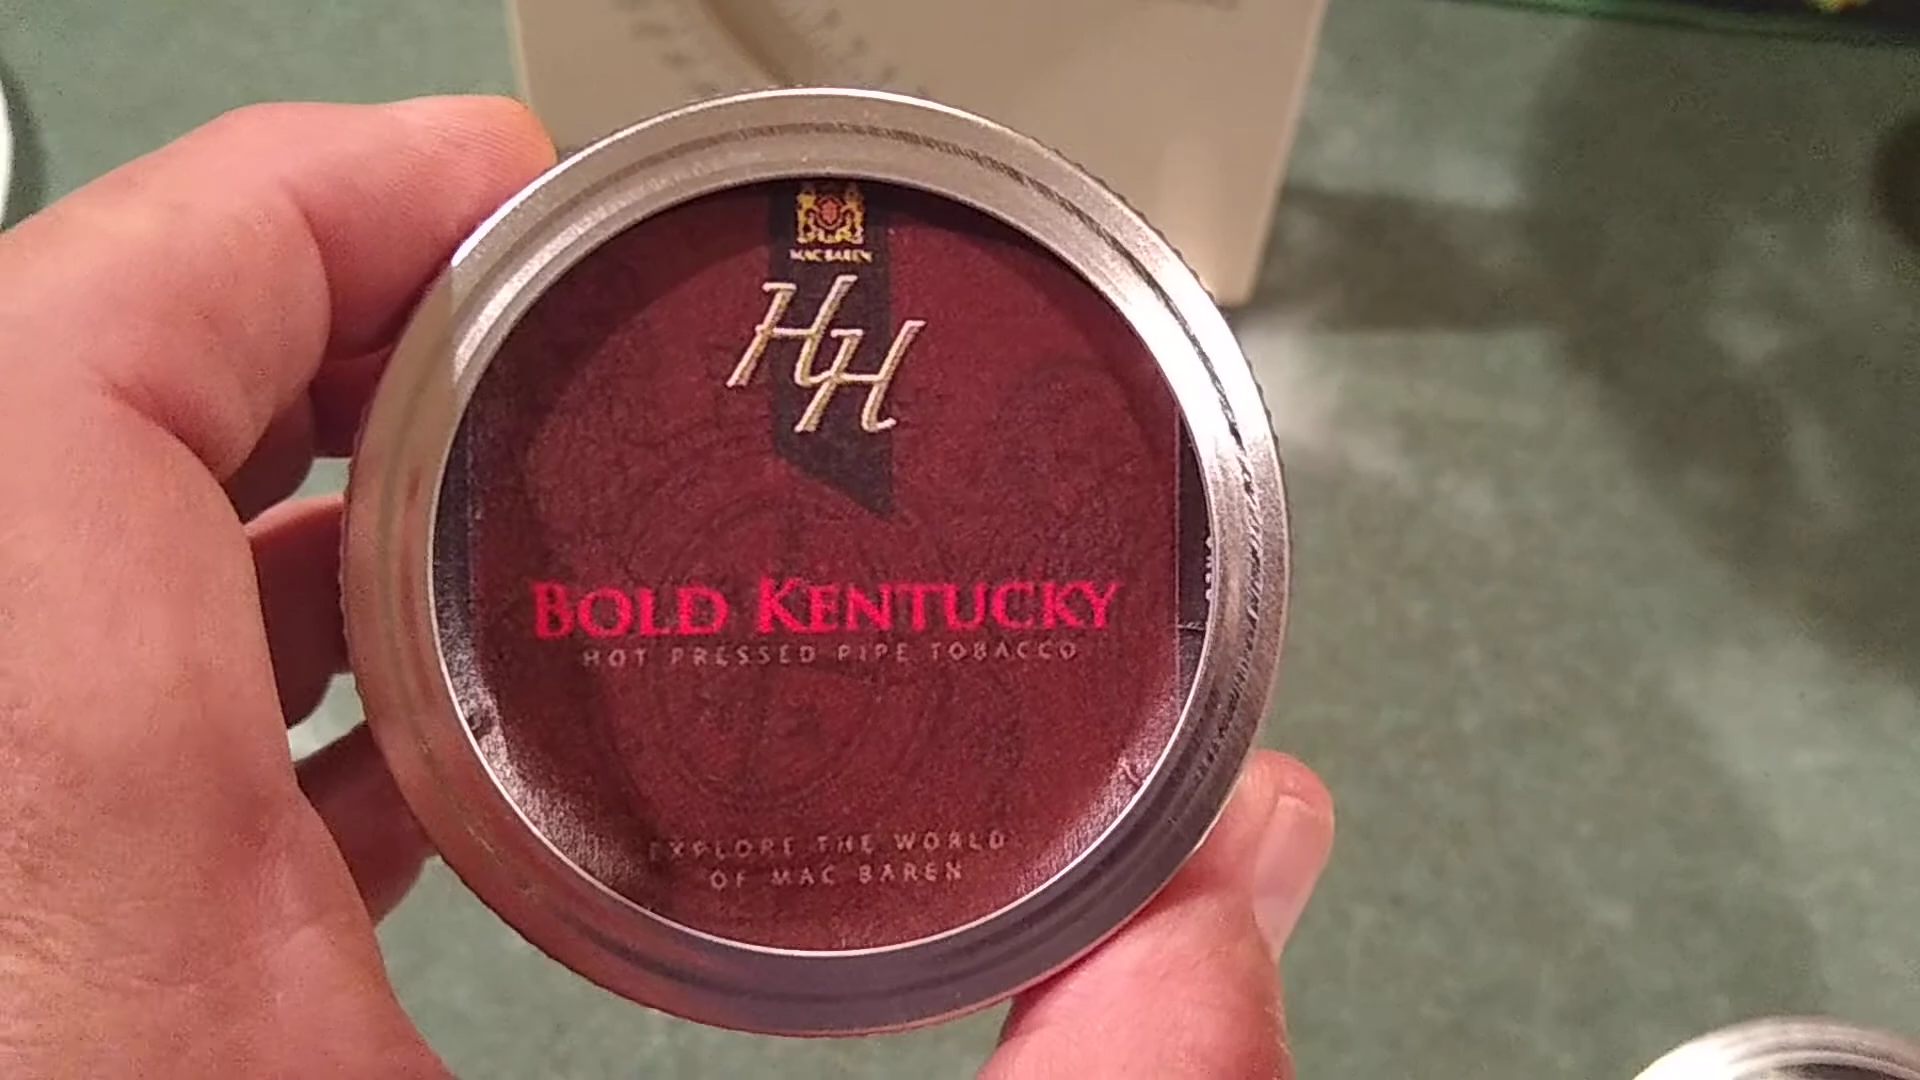 MAC BAREN
HH
BOLD KENTUCKY
HOT PRESSED PIPE TOBACCO
EXPLORE THE WORLD
OF MAC BAREN